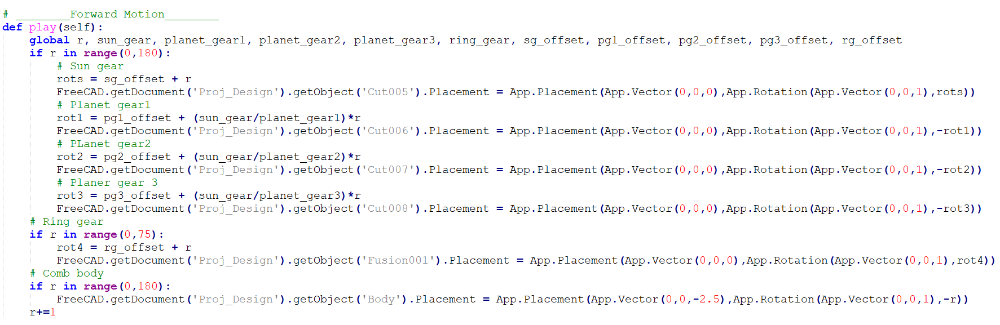 # ________Forward Motion________
def play(self):
    global r, sun_gear, planet_gear1, planet_gear2, planet_gear3, ring_gear, sg_offset, pg1_offset, pg2_offset, pg3_offset, rg_offset
    if r in range(0,180):
        # Sun gear
        rots = sg_offset + r
        FreeCAD.getDocument('Proj_Design').getObject('Cut005').Placement = App.Placement(App.Vector(0,0,0),App.Rotation(App.Vector(0,0,1),rots))
        # Planet gear1
        rot1 = pg1_offset + (sun_gear/planet_gear1)*r
        FreeCAD.getDocument('Proj_Design').getObject('Cut006').Placement = App.Placement(App.Vector(0,0,0),App.Rotation(App.Vector(0,0,1),-rot1))
        # PLanet gear2
        rot2 = pg2_offset + (sun_gear/planet_gear2)*r
        FreeCAD.getDocument('Proj_Design').getObject('Cut007').Placement = App.Placement(App.Vector(0,0,0),App.Rotation(App.Vector(0,0,1),-rot2))
        # Planer gear 3
        rot3 = pg3_offset + (sun_gear/planet_gear3)*r
        FreeCAD.getDocument('Proj_Design').getObject('Cut008').Placement = App.Placement(App.Vector(0,0,0),App.Rotation(App.Vector(0,0,1),-rot3))
    # Ring gear
    if r in range(0,75):
        rot4 = rg_offset + r
        FreeCAD.getDocument('Proj_Design').getObject('Fusion001').Placement = App.Placement(App.Vector(0,0,0),App.Rotation(App.Vector(0,0,1),rot4))
    # Comb body
    if r in range(0,180):
        FreeCAD.getDocument('Proj_Design').getObject('Body').Placement = App.Placement(App.Vector(0,0,-2.5),App.Rotation(App.Vector(0,0,1),-r))
    r+=1